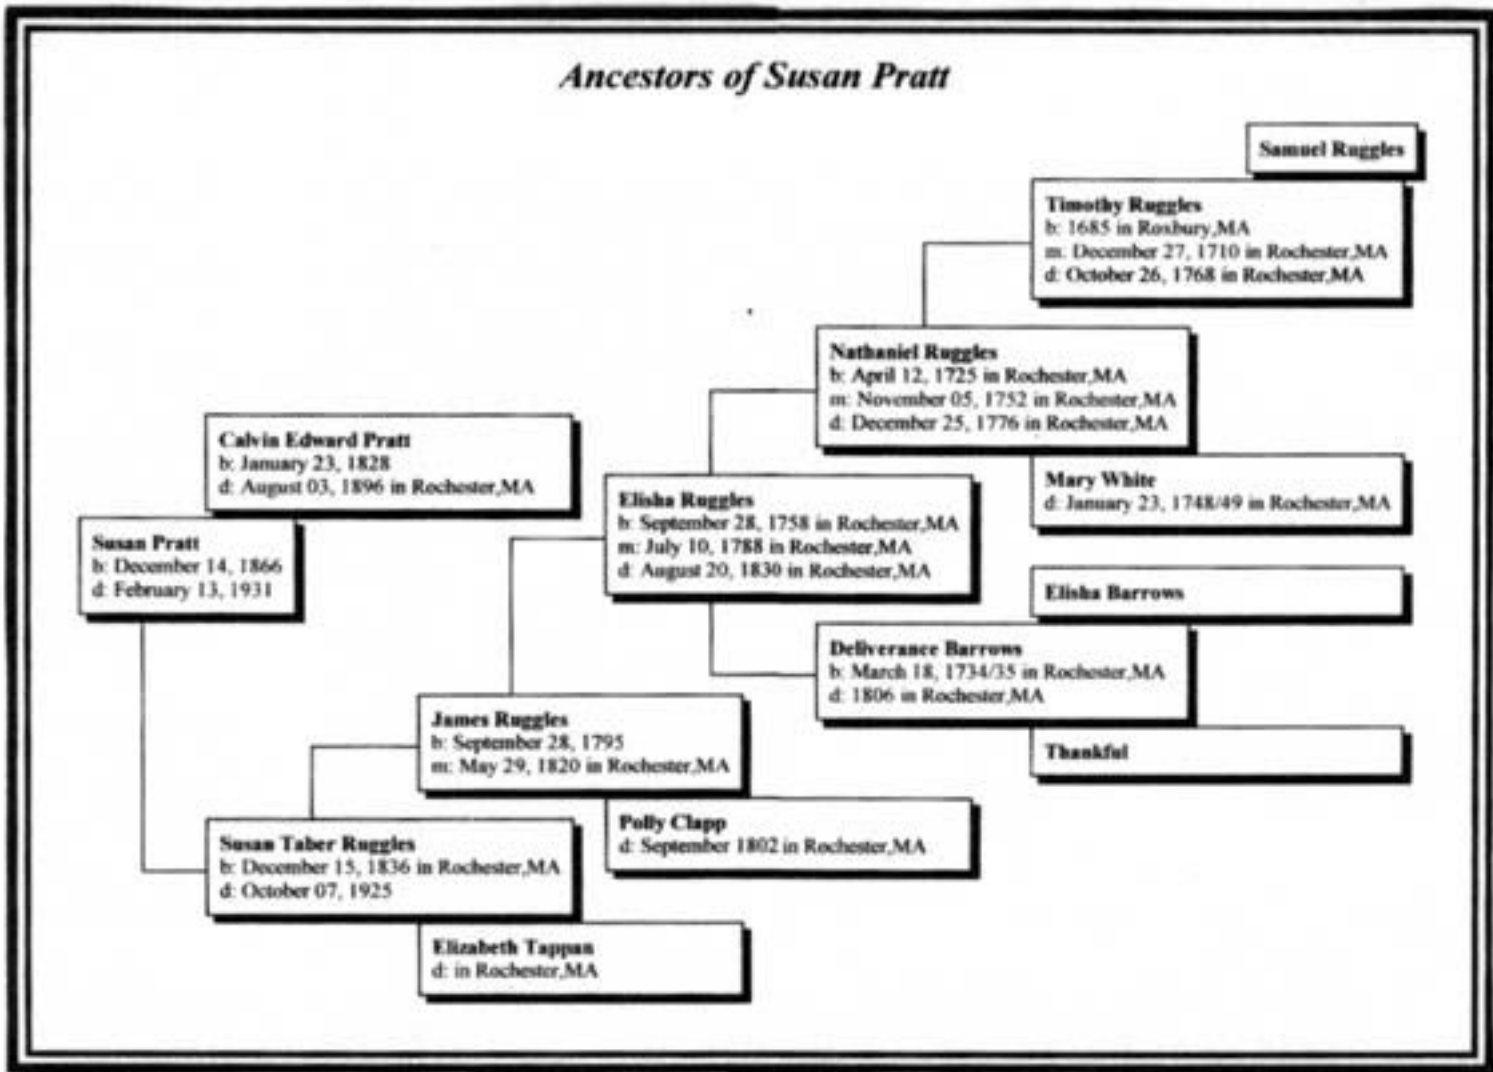 Ancestors of Susan Pratt
Samuel Ruggles
Timothy Ruggles
b: 1685 in Roxbury,MA
m: December 27, 1710 in Rochester,MA
d: October 26, 1768 in Rochester,MA
Nathaniel Ruggles
b: April 12, 1725 in Rochester,MA
m: November 05, 1752 in Rochester,MA
d: December 25, 1776 in Rochester,MA
Calvin Edward Pratt
b: January 23, 1828
d: August 03, 1896 in Rochester,MA
Mary White
d: January 23, 1748/49 in Rochester,MA
Elisha Ruggles
b: September 28, 1758 in Rochester,MA
m: July 10, 1788 in Rochester,MA
d: August 20, 1830 in Rochester,MA
Susan Pratt
b: December 14, 1866
d: February 13, 1931
Elisha Barrows
Deliverance Barrows
b: March 18, 1734/35 in Rochester,MA
d: 1806 in Rochester,MA
James Ruggles
b: September 28, 1795
m: May 29, 1820 in Rochester,MA
Thankful
Polly Clapp
d: September 1802 in Rochester,MA
Susan Taber Ruggles
b: December 15, 1836 in Rochester,MA
d: October 07, 1925
Elizabeth Tappan
d: in Rochester,MA